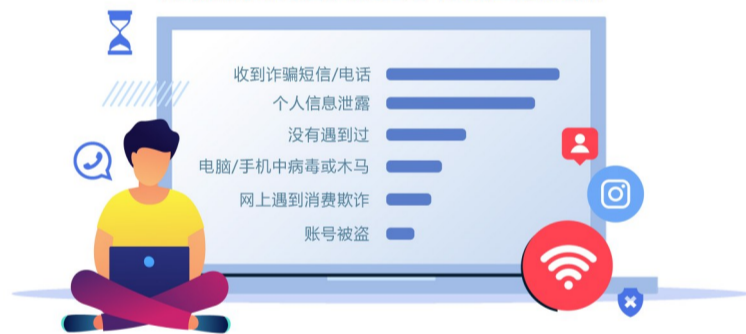 收到诈骗短信/电话
个人信息泄露
没有遇到过
电脑/手机中病毒或木马
网上遇到消费欺诈
账号被盗